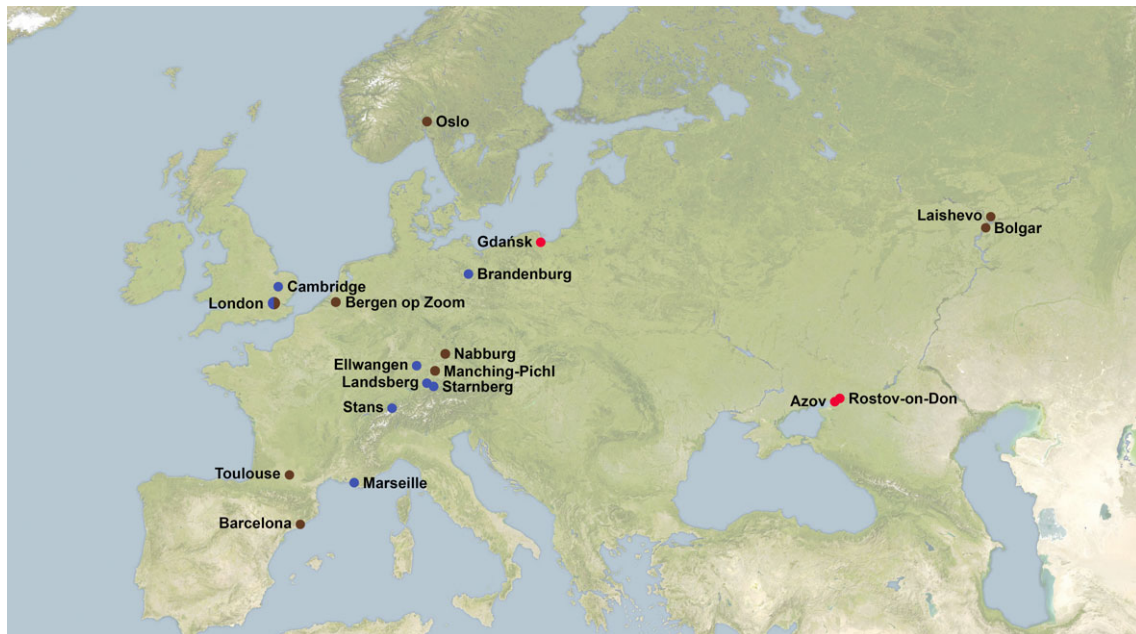 Oslo
Laishevo
Bolgar
Gdańsk
Brandenburg
Cambridge
London
Bergen op Zoom
Nabburg
Ellwangen
Manching-Pichl
Landsberg
Starnberg
Stans
Azov
Rostov-on-Don
Toulouse
Marseille
Barcelona